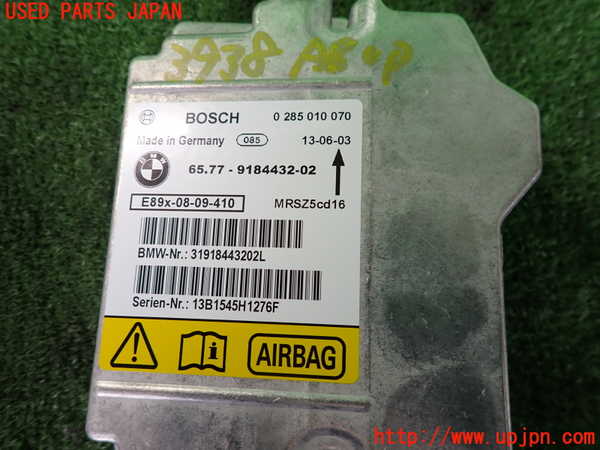 USED PARTS JAPAN
3938 AB-P
BOSCH 0 285 010 070
Made in Germany 085 13-06-03
BMW 65.77 - 9184432-02
E89x-08-09-410 MRSZ5cd16
BMW-Nr.: 31918443202L
Serien-Nr.: 13B1545H1276F
AIRBAG
http://www.upjpn.com/